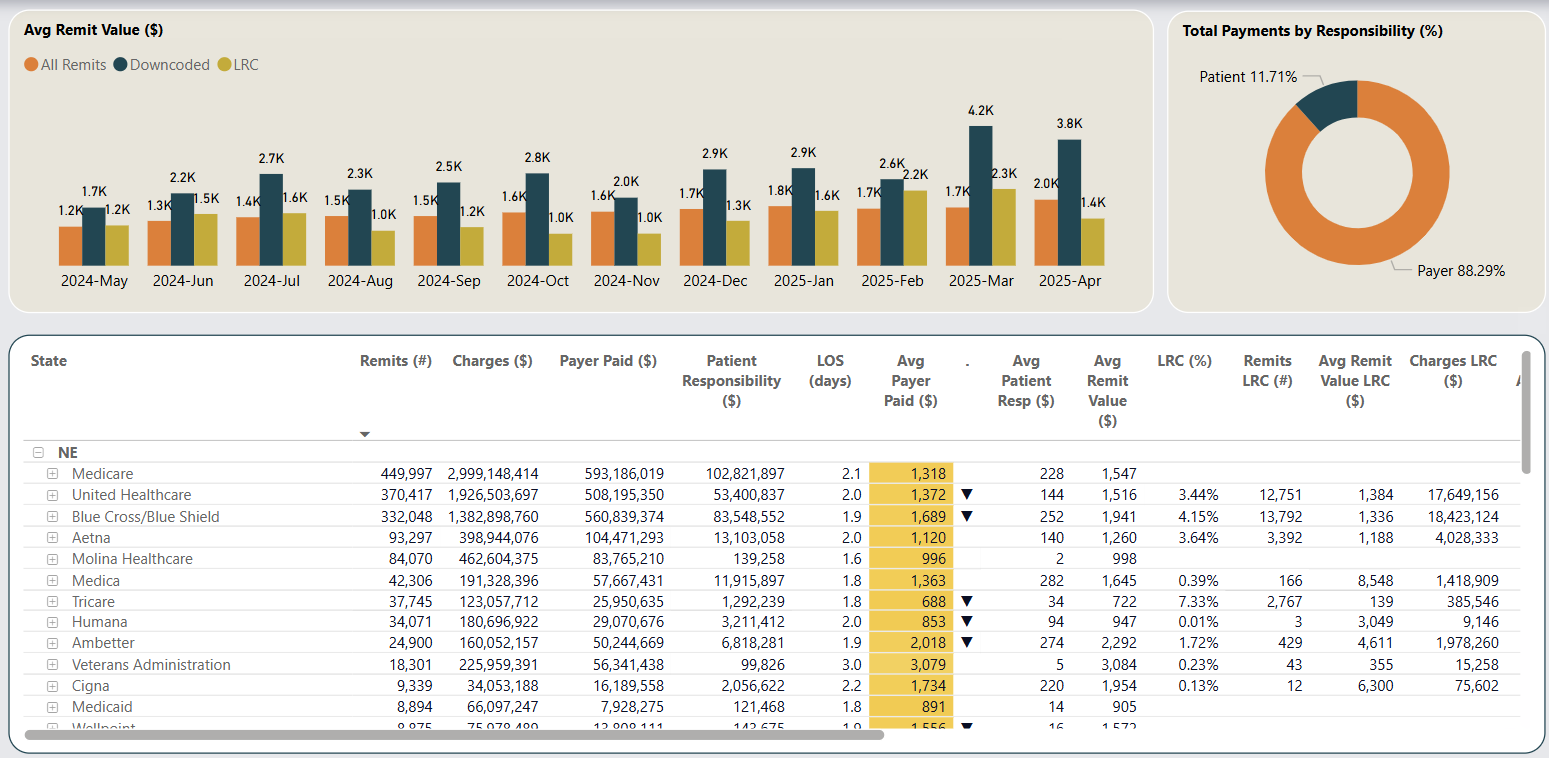 Avg Remit Value ($)
All Remits Downcoded LRC
1.2K 1.7K 1.2K 1.3K 2.2K 1.5K 1.4K 2.7K 1.6K 1.5K 2.3K 1.0K 1.5K 2.5K 1.2K 1.6K 2.8K 1.0K 1.6K 2.0K 1.0K 1.7K 2.9K 1.3K 1.8K 2.9K 1.6K 1.7K 2.6K 2.2K 1.7K 4.2K 2.3K 2.0K 3.8K 1.4K
2024-May 2024-Jun 2024-Jul 2024-Aug 2024-Sep 2024-Oct 2024-Nov 2024-Dec 2025-Jan 2025-Feb 2025-Mar 2025-Apr
Total Payments by Responsibility (%)
Patient 11.71%
Payer 88.29%
State Remits (#) Charges ($) Payer Paid ($) Patient Responsibility ($) LOS (days) Avg Payer Paid ($) . Avg Patient Resp ($) Avg Remit Value ($) LRC (%) Remits LRC (#) Avg Remit Value LRC ($) Charges LRC ($)
NE
Medicare 449,997 2,999,148,414 593,186,019 102,821,897 2.1 1,318 228 1,547
United Healthcare 370,417 1,926,503,697 508,195,350 53,400,837 2.0 1,372 ▼ 144 1,516 3.44% 12,751 1,384 17,649,156
Blue Cross/Blue Shield 332,048 1,382,898,760 560,839,374 83,548,552 1.9 1,689 ▼ 252 1,941 4.15% 13,792 1,336 18,423,124
Aetna 93,297 398,944,076 104,471,293 13,103,058 2.0 1,120 140 1,260 3.64% 3,392 1,188 4,028,333
Molina Healthcare 84,070 462,604,375 83,765,210 139,258 1.6 996 2 998
Medica 42,306 191,328,396 57,667,431 11,915,897 1.8 1,363 282 1,645 0.39% 166 8,548 1,418,909
Tricare 37,745 123,057,712 25,950,635 1,292,239 1.8 688 ▼ 34 722 7.33% 2,767 139 385,546
Humana 34,071 180,696,922 29,070,676 3,211,412 2.0 853 ▼ 94 947 0.01% 3 3,049 9,146
Ambetter 24,900 160,052,157 50,244,669 6,818,281 1.9 2,018 ▼ 274 2,292 1.72% 429 4,611 1,978,260
Veterans Administration 18,301 225,959,391 56,341,438 99,826 3.0 3,079 5 3,084 0.23% 43 355 15,258
Cigna 9,339 34,053,188 16,189,558 2,056,622 2.2 1,734 220 1,954 0.13% 12 6,300 75,602
Medicaid 8,894 66,097,247 7,928,275 121,468 1.8 891 14 905
Wellpoint